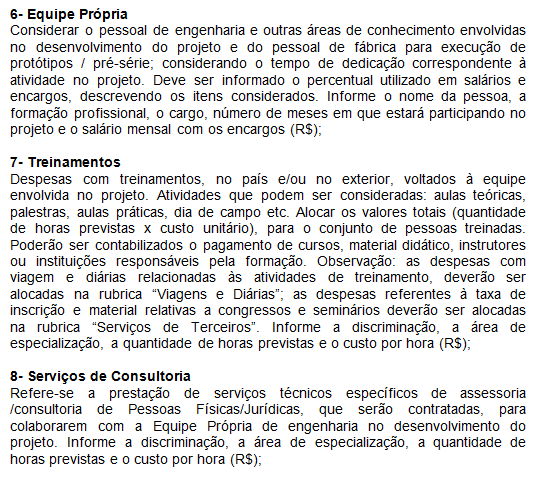 6- Equipe Própria
Considerar o pessoal de engenharia e outras áreas de conhecimento envolvidas
no desenvolvimento do projeto e do pessoal de fábrica para execução de
protótipos / pré-série; considerando o tempo de dedicação correspondente à
atividade no projeto. Deve ser informado o percentual utilizado em salários e
encargos, descrevendo os itens considerados. Informe o nome da pessoa, a
formação profissional, o cargo, número de meses em que estará participando no
projeto e o salário mensal com os encargos (R$);
7- Treinamentos
Despesas com treinamentos, no país e/ou no exterior, voltados à equipe
envolvida no projeto. Atividades que podem ser consideradas: aulas teóricas,
palestras, aulas práticas, dia de campo etc. Alocar os valores totais (quantidade
de horas previstas x custo unitário), para o conjunto de pessoas treinadas.
Poderão ser contabilizados o pagamento de cursos, material didático, instrutores
ou instituições responsáveis pela formação. Observação: as despesas com
viagem e diárias relacionadas às atividades de treinamento, deverão ser
alocadas na rubrica “Viagens e Diárias”; as despesas referentes à taxa de
inscrição e material relativas a congressos e seminários deverão ser alocadas
na rubrica “Serviços de Terceiros”. Informe a discriminação, a área de
especialização, a quantidade de horas previstas e o custo por hora (R$);
8- Serviços de Consultoria
Refere-se a prestação de serviços técnicos específicos de assessoria
/consultoria de Pessoas Físicas/Jurídicas, que serão contratadas, para
colaborarem com a Equipe Própria de engenharia no desenvolvimento do
projeto. Informe a discriminação, a área de especialização, a quantidade de
horas previstas e o custo por hora (R$);